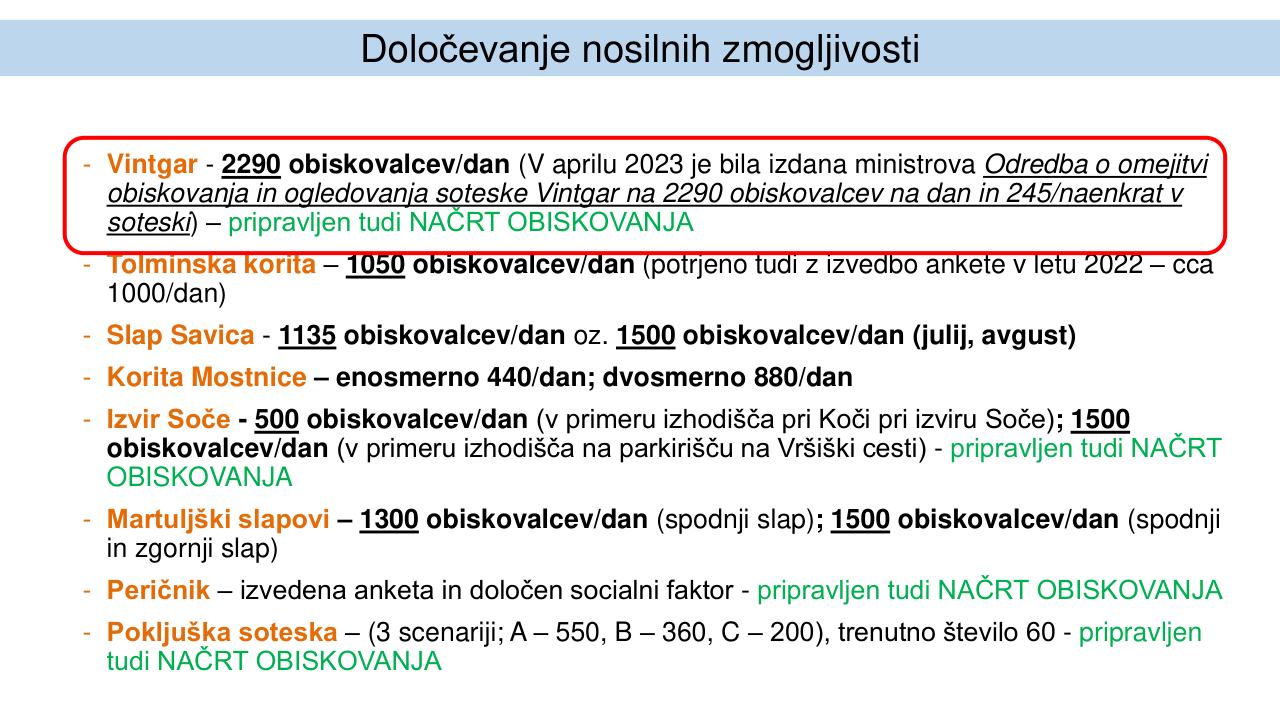 Določevanje nosilnih zmogljivosti
- Vintgar - 2290 obiskovalcev/dan (V aprilu 2023 je bila izdana ministrova Odredba o omejitvi
obiskovanja in ogledovanja soteske Vintgar na 2290 obiskovalcev na dan in 245/naenkrat v
soteski) – pripravljen tudi NAČRT OBISKOVANJA
- Tolminska korita – 1050 obiskovalcev/dan (potrjeno tudi z izvedbo ankete v letu 2022 – cca
1000/dan)
- Slap Savica - 1135 obiskovalcev/dan oz. 1500 obiskovalcev/dan (julij, avgust)
- Korita Mostnice – enosmerno 440/dan; dvosmerno 880/dan
- Izvir Soče - 500 obiskovalcev/dan (v primeru izhodišča pri Koči pri izviru Soče); 1500
obiskovalcev/dan (v primeru izhodišča na parkirišču na Vršiški cesti) - pripravljen tudi NAČRT
OBISKOVANJA
- Martuljški slapovi – 1300 obiskovalcev/dan (spodnji slap); 1500 obiskovalcev/dan (spodnji
in zgornji slap)
- Peričnik – izvedena anketa in določen socialni faktor - pripravljen tudi NAČRT OBISKOVANJA
- Pokljuška soteska – (3 scenariji; A – 550, B – 360, C – 200), trenutno število 60 - pripravljen
tudi NAČRT OBISKOVANJA